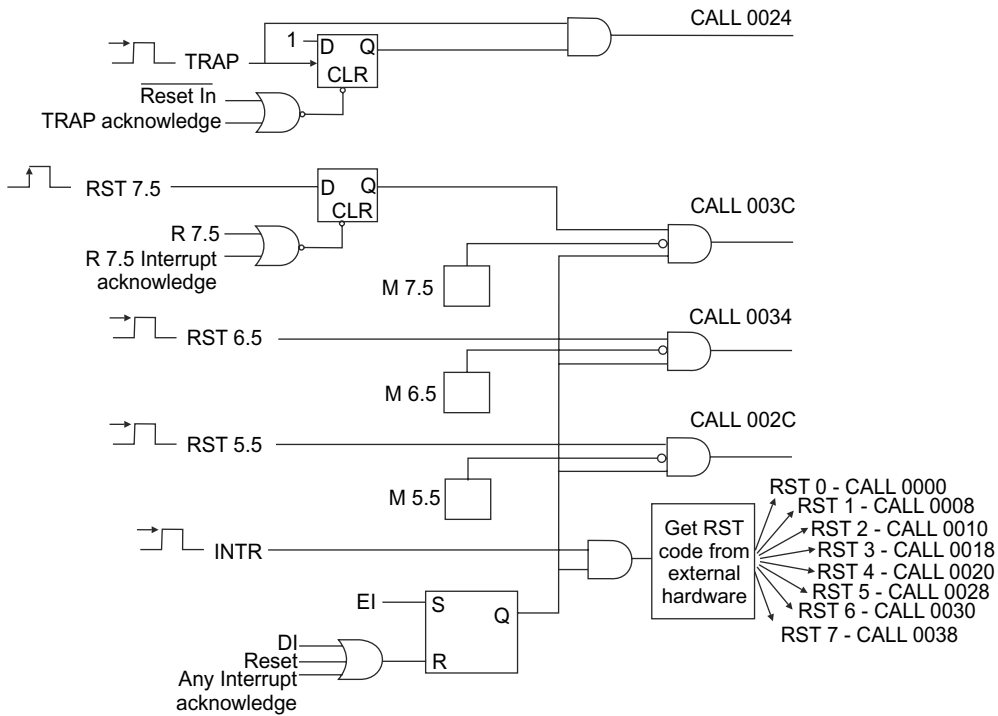 CALL 0024
1
D Q
TRAP
CLR
Reset In
TRAP acknowledge
RST 7.5
D Q
CLR
CALL 003C
R 7.5
R 7.5 Interrupt
acknowledge
M 7.5
CALL 0034
RST 6.5
M 6.5
CALL 002C
RST 5.5
M 5.5
RST 0 - CALL 0000
RST 1 - CALL 0008
RST 2 - CALL 0010
RST 3 - CALL 0018
RST 4 - CALL 0020
RST 5 - CALL 0028
RST 6 - CALL 0030
RST 7 - CALL 0038
Get RST
code from
external
hardware
INTR
EI
S
Q
R
DI
Reset
Any Interrupt
acknowledge